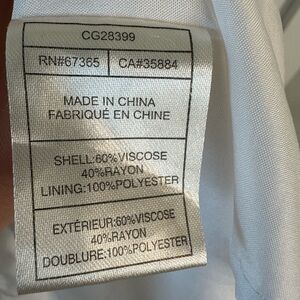 CG28399
RN#67365 CA#35884
MADE IN CHINA
FABRIQUÉ EN CHINE
SHELL:60%VISCOSE
40%RAYON
LINING:100%POLYESTER
EXTÉRIEUR:60%VISCOSE
40%RAYON
DOUBLURE:100%POLYESTER